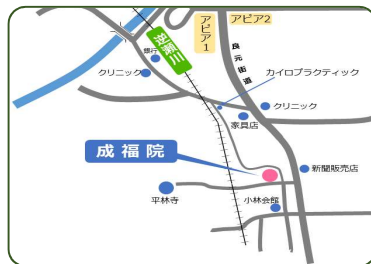 アピア1
アピア2
良元街道
逆瀬川
銀行
クリニック
カイロプラクティック
クリニック
家具店
成福院
新聞販売店
平林寺
小林会館